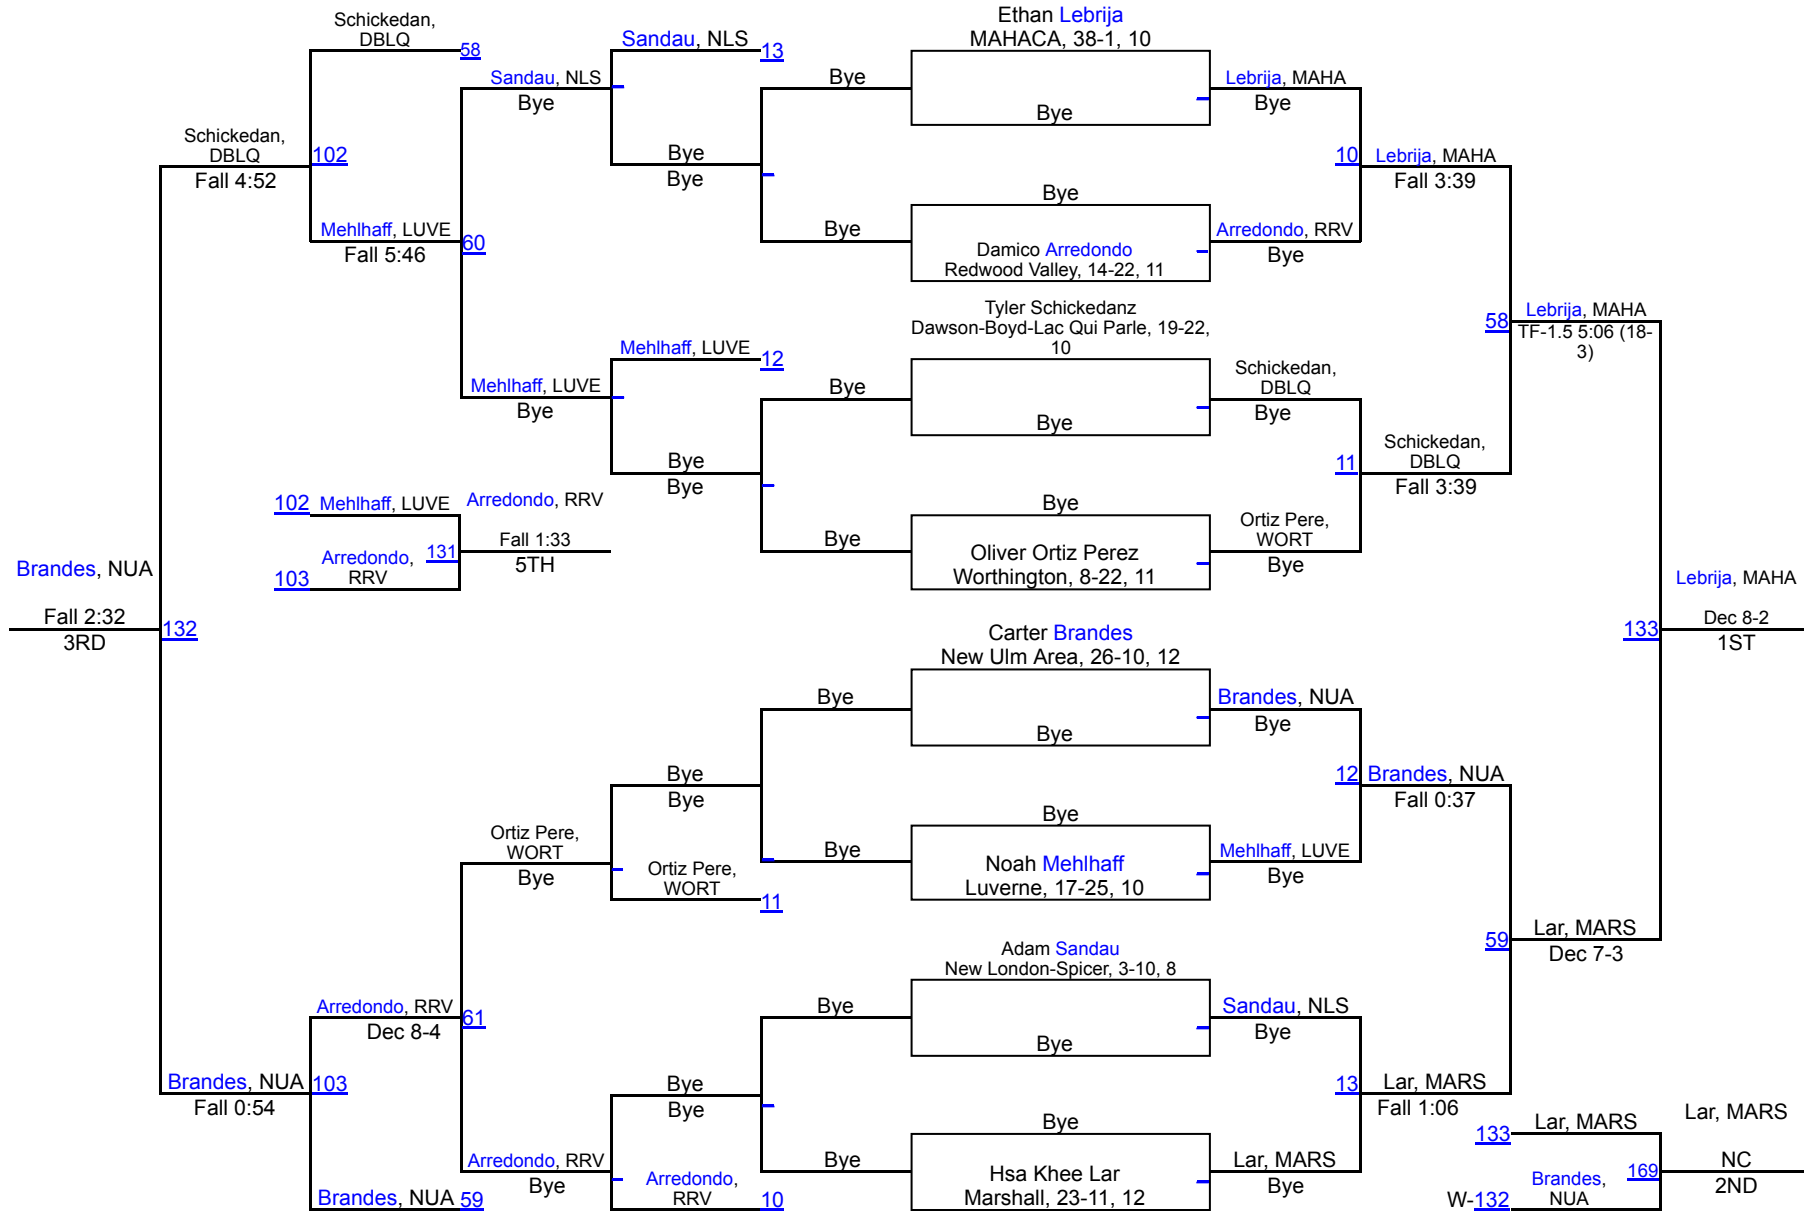 Schickedan,
DBLQ
58
Sandau, NLS
13
Sandau, NLS
Bye
Schickedan,
DBLQ
102
Fall 4:52
Bye
Bye
Mehlhaff, LUVE
60
Fall 5:46
Mehlhaff, LUVE
12
Mehlhaff, LUVE
Bye
Bye
Bye
102
Mehlhaff, LUVE
Arredondo, RRV
Arredondo,
RRV
131
Fall 1:33
5TH
103
Brandes, NUA
Fall 2:32
132
3RD
Bye
Bye
Ortiz Pere,
WORT
Bye
Ortiz Pere,
WORT
11
Arredondo, RRV
61
Dec 8-4
Brandes, NUA
103
Fall 0:54
Bye
Bye
Arredondo, RRV
Bye
Arredondo,
RRV
10
Brandes, NUA
59
Ethan Lebrija
MAHACA, 38-1, 10
Bye
Bye
Lebrija, MAHA
Bye
10
Lebrija, MAHA
Fall 3:39
Bye
Bye
Damico Arredondo
Redwood Valley, 14-22, 11
Arredondo, RRV
Bye
Tyler Schickedanz
Dawson-Boyd-Lac Qui Parle, 19-22,
10
Bye
Bye
Schickedan,
DBLQ
Bye
58
Lebrija, MAHA
TF-1.5 5:06 (18-
3)
11
Schickedan,
DBLQ
Fall 3:39
Bye
Bye
Oliver Ortiz Perez
Worthington, 8-22, 11
Ortiz Pere,
WORT
Bye
Lebrija, MAHA
133
Dec 8-2
1ST
Carter Brandes
New Ulm Area, 26-10, 12
Bye
Bye
Brandes, NUA
Bye
12
Brandes, NUA
Fall 0:37
Bye
Bye
Noah Mehlhaff
Luverne, 17-25, 10
Mehlhaff, LUVE
Bye
59
Lar, MARS
Dec 7-3
Adam Sandau
New London-Spicer, 3-10, 8
Bye
Bye
Sandau, NLS
Bye
13
Lar, MARS
Fall 1:06
Bye
Bye
Hsa Khee Lar
Marshall, 23-11, 12
Lar, MARS
Bye
133
Lar, MARS
Lar, MARS
W-132
Brandes,
NUA
169
NC
2ND